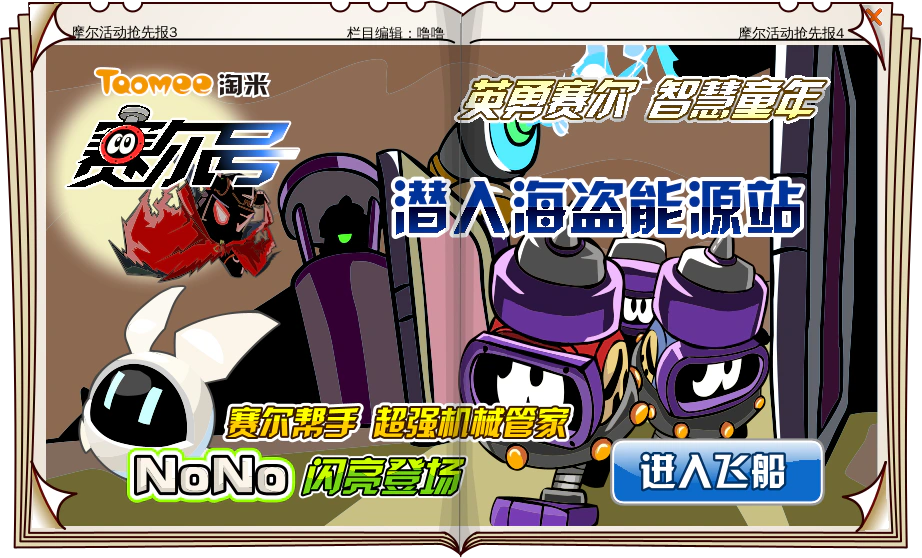 摩尔活动抢先报3
栏目编辑：噜噜
摩尔活动抢先报4
Taomee 淘米
赛尔号
英勇赛尔 智慧童年
潜入海盗能源站
赛尔帮手 超强机械管家
NoNo 闪亮登场
进入飞船